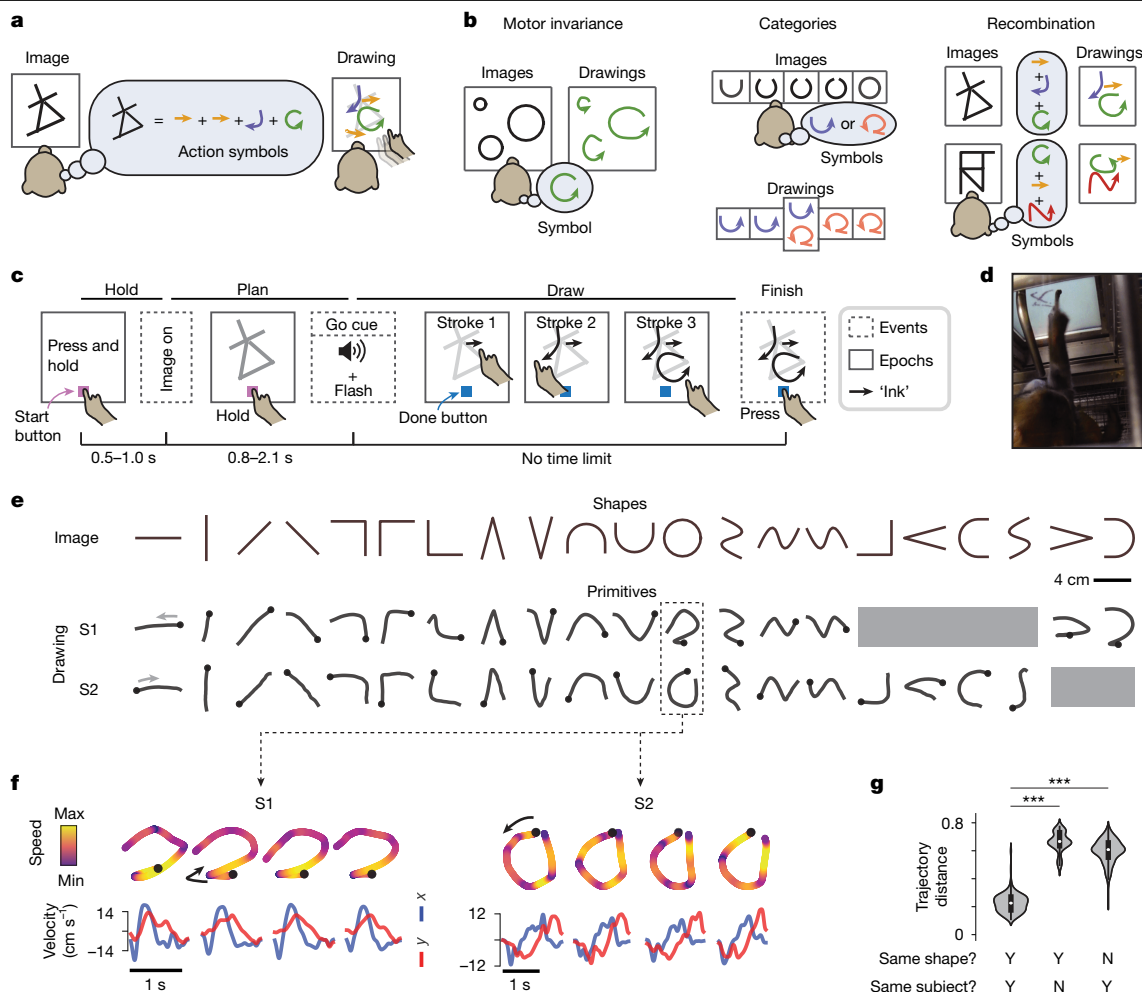 a
Image
Drawing
=
+
+
+
Action symbols
b
Motor invariance
Images
Drawings
Symbol
Categories
Images
or
Symbols
Drawings
Recombination
Images
Drawings
+
+
+
+
Symbols
c
Hold
Plan
Draw
Finish
Press and
hold
Start
button
Image on
Hold
Go cue
+
Flash
Stroke 1
Stroke 2
Stroke 3
Done button
Press
Events
Epochs
‘Ink’
0.5–1.0 s
0.8–2.1 s
No time limit
d
e
Shapes
Image
4 cm
Primitives
Drawing
S1
S2
f
S1
S2
Speed
Max
Min
Velocity
(cm s⁻¹)
14
−14
x
y
1 s
12
−12
1 s
g
***
***
Trajectory
distance
0.8
0
Same shape? Y Y N
Same subject? Y N Y